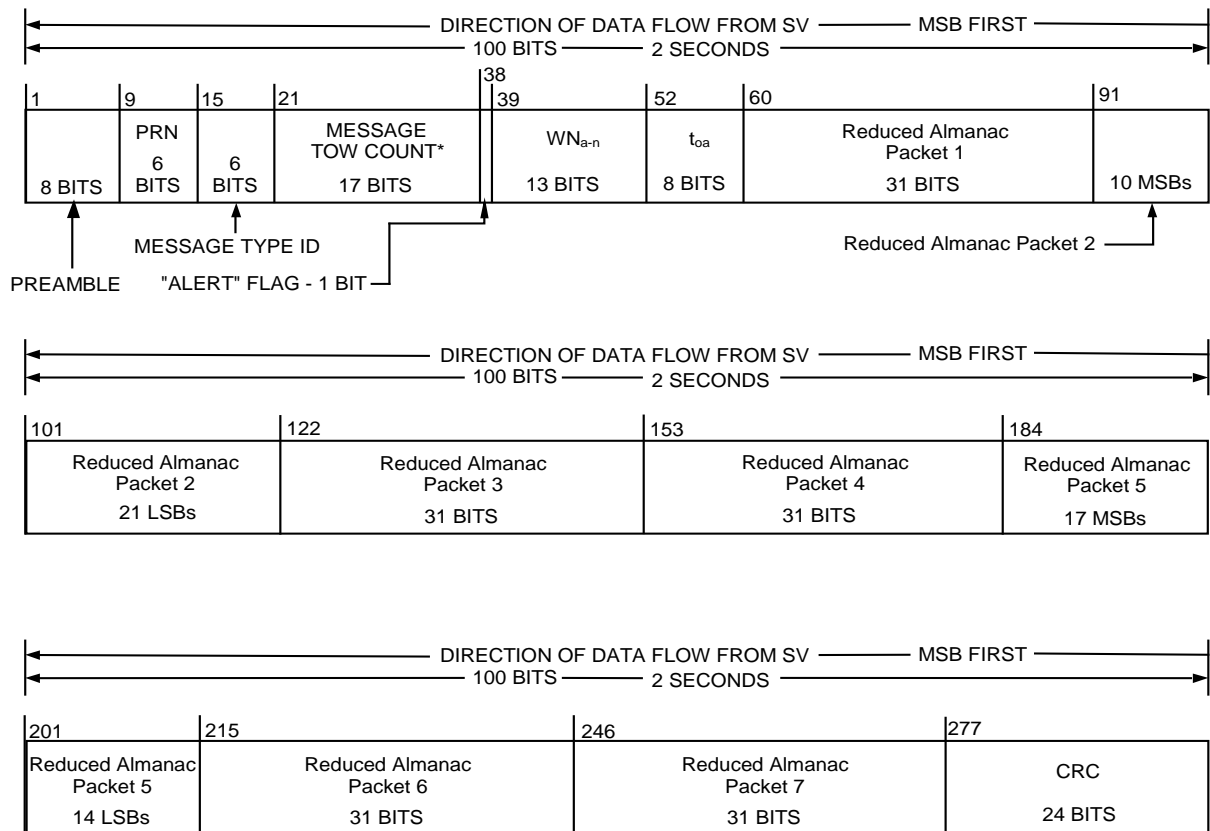 DIRECTION OF DATA FLOW FROM SV MSB FIRST
100 BITS 2 SECONDS
1 9 15 21 38 39 52 60 91
8 BITS
PRN
6
BITS
6
BITS
MESSAGE
TOW COUNT*
17 BITS
WNa-n
13 BITS
toa
8 BITS
Reduced Almanac
Packet 1
31 BITS
10 MSBs
MESSAGE TYPE ID
Reduced Almanac Packet 2
PREAMBLE
"ALERT" FLAG - 1 BIT
DIRECTION OF DATA FLOW FROM SV MSB FIRST
100 BITS 2 SECONDS
101 122 153 184
Reduced Almanac
Packet 2
21 LSBs
Reduced Almanac
Packet 3
31 BITS
Reduced Almanac
Packet 4
31 BITS
Reduced Almanac
Packet 5
17 MSBs
DIRECTION OF DATA FLOW FROM SV MSB FIRST
100 BITS 2 SECONDS
201 215 246 277
Reduced Almanac
Packet 5
14 LSBs
Reduced Almanac
Packet 6
31 BITS
Reduced Almanac
Packet 7
31 BITS
CRC
24 BITS